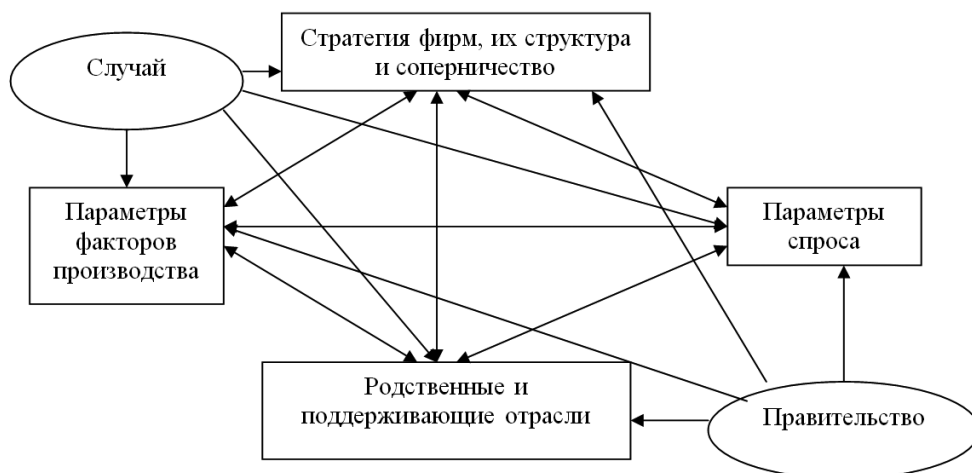 Стратегия фирм, их структура
и соперничество
Случай
Параметры
факторов
производства
Параметры
спроса
Родственные и
поддерживающие отрасли
Правительство